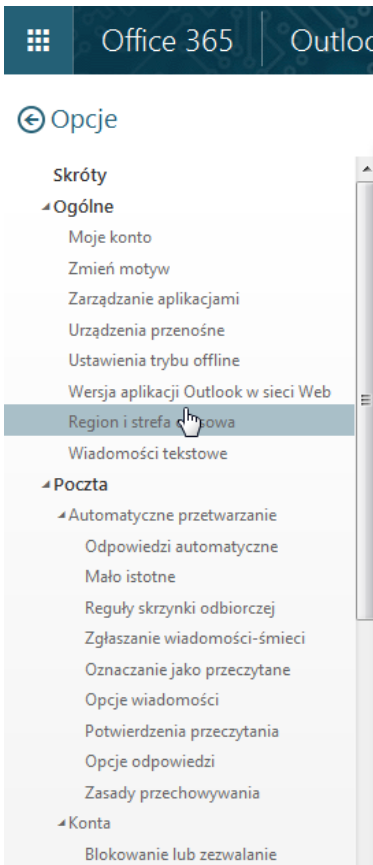 Office 365 Outloo
Opcje
Skróty
Ogólne
Moje konto
Zmień motyw
Zarządzanie aplikacjami
Urządzenia przenośne
Ustawienia trybu offline
Wersja aplikacji Outlook w sieci Web
Region i strefa
Wiadomości tekstowe
Poczta
Automatyczne przetwarzanie
Odpowiedzi automatyczne
Mało istotne
Reguły skrzynki odbiorczej
Zgłaszanie wiadomości-śmieci
Oznaczanie jako przeczytane
Opcje wiadomości
Potwierdzenia przeczytania
Opcje odpowiedzi
Zasady przechowywania
Konta
Blokowanie lub zezwalanie